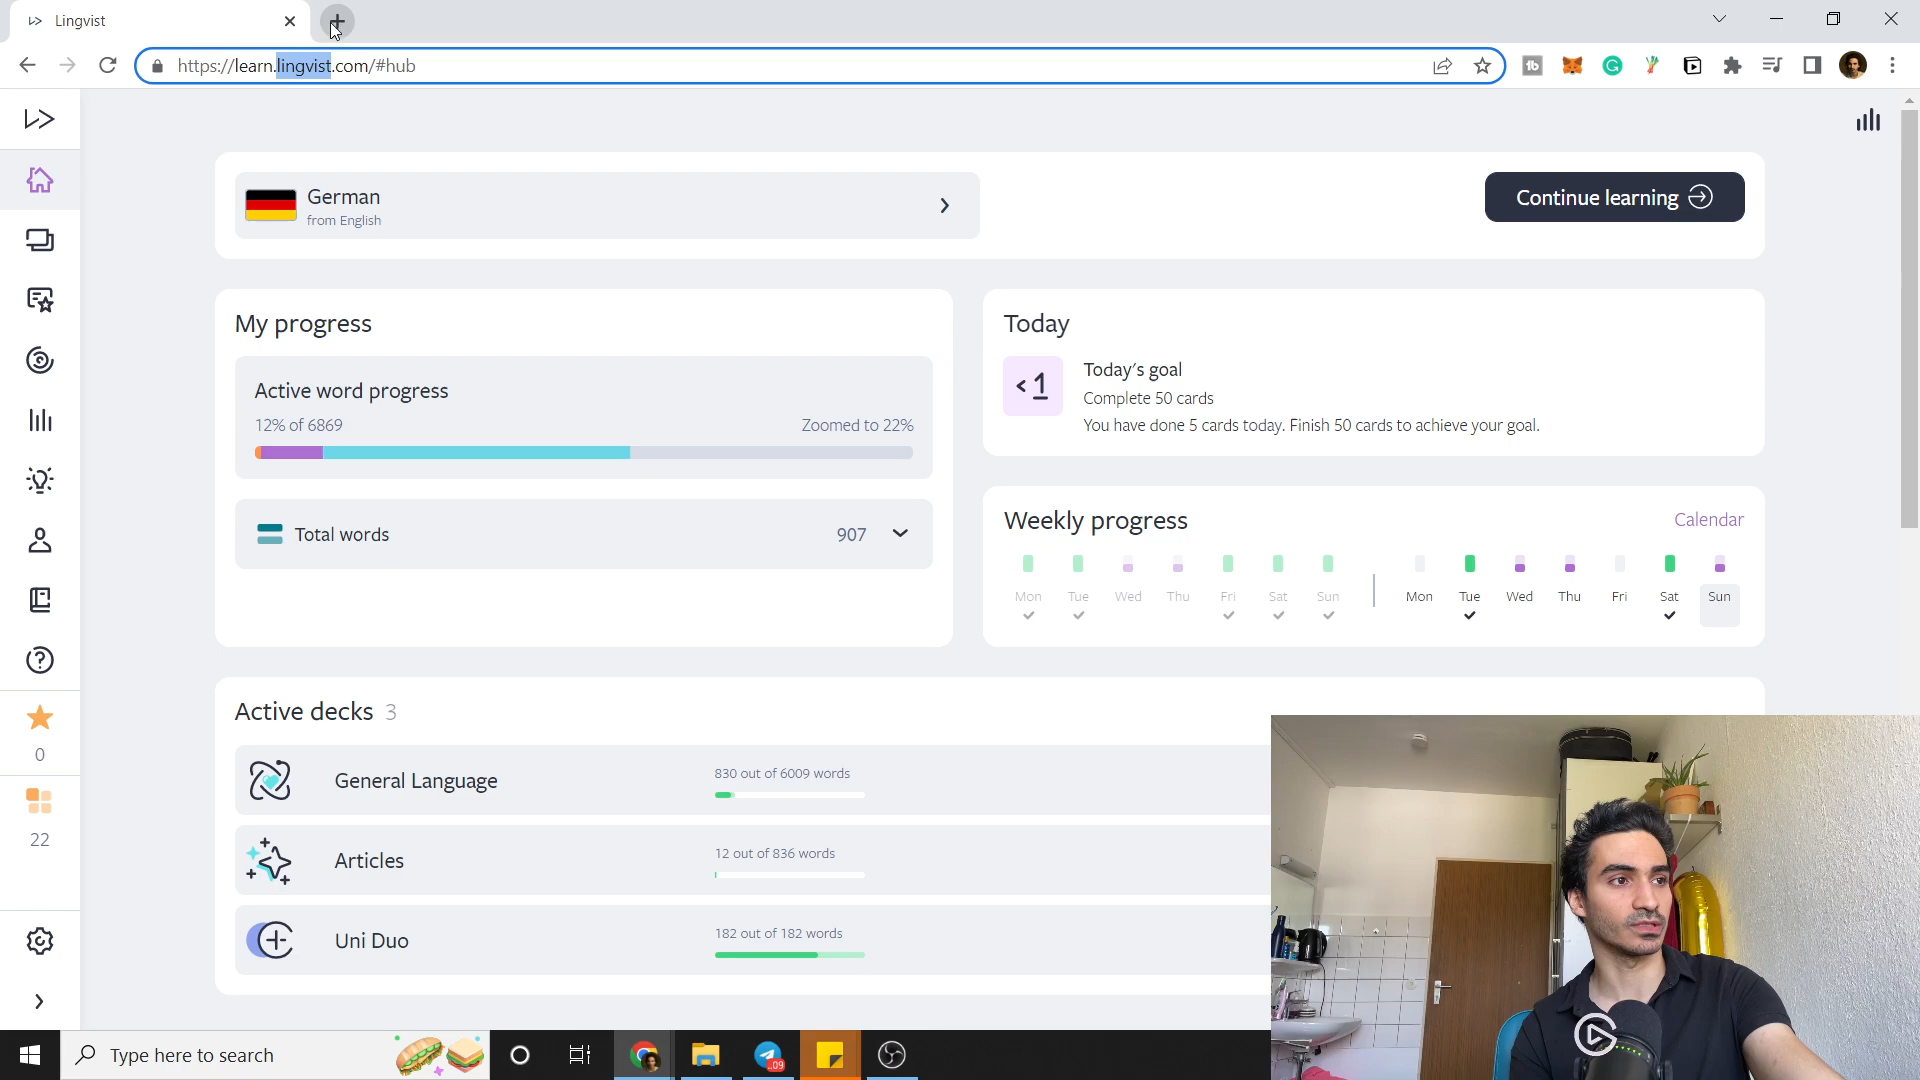 Lingvist
https://learn.lingvist.com/#hub
German
from English
Continue learning
My progress
Active word progress
12% of 6869
Zoomed to 22%
Total words
907
Today
<1
Today's goal
Complete 50 cards
You have done 5 cards today. Finish 50 cards to achieve your goal.
Weekly progress
Calendar
Mon Tue Wed Thu Fri Sat Sun Mon Tue Wed Thu Fri Sat Sun
Active decks 3
General Language
830 out of 6009 words
Articles
12 out of 836 words
Uni Duo
182 out of 182 words
0
22
Type here to search
09